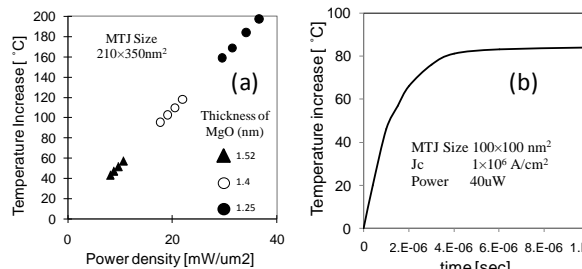 (a)
Temperature Increase [ ˚C]
200
180
160
140
120
100
80
60
40
20
0
MTJ Size
210×350nm²
Thickness of
MgO (nm)
1.52
1.4
1.25
0
20
40
Power density [mW/um2]
(b)
Temperature increase [ ˚C]
100
80
60
40
20
0
MTJ Size 100×100 nm²
Jc 1×10⁶ A/cm²
Power 40uW
0
2.E-06
4.E-06
6.E-06
8.E-06
time [sec]